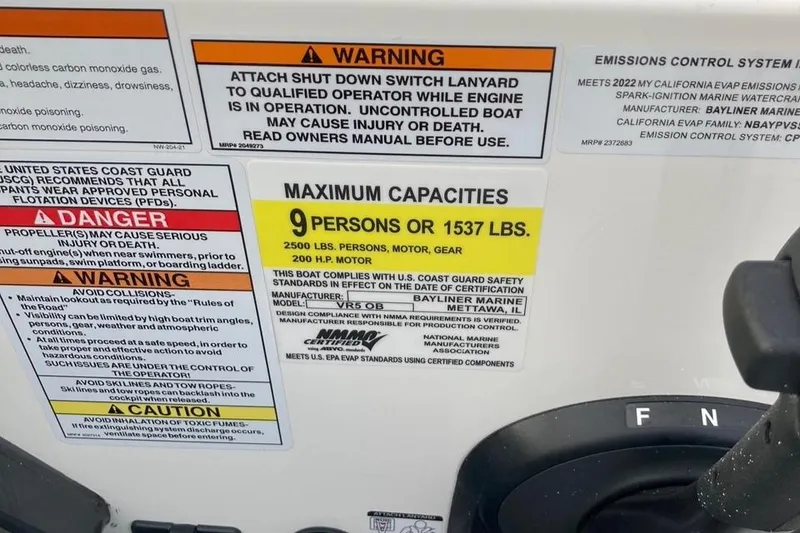 death.
d colorless carbon monoxide gas.
a, headache, dizziness, drowsiness,
noxide poisoning.
carbon monoxide poisoning.
NW-204-21
WARNING
ATTACH SHUT DOWN SWITCH LANYARD
TO QUALIFIED OPERATOR WHILE ENGINE
IS IN OPERATION. UNCONTROLLED BOAT
MAY CAUSE INJURY OR DEATH.
READ OWNERS MANUAL BEFORE USE.
MRP# 2049273
EMISSIONS CONTROL SYSTEM I
MEETS 2022 MY CALIFORNIA EVAP EMISSIONS
SPARK-IGNITION MARINE WATERCRA
MANUFACTURER: BAYLINER MARINE
CALIFORNIA EVAP FAMILY: NBAYPVSS
EMISSION CONTROL SYSTEM: CP
MRP# 2372683
UNITED STATES COAST GUARD
(USCG) RECOMMENDS THAT ALL
PANTS WEAR APPROVED PERSONAL
FLOTATION DEVICES (PFDs).
DANGER
PROPELLER(S) MAY CAUSE SERIOUS
INJURY OR DEATH.
hut-off engine(s) when near swimmers, prior to
sing sunpads, swim platform, or boarding ladder.
WARNING
AVOID COLLISIONS-
• Maintain lookout as required by the "Rules of
the Road"
• Visibility can be limited by high boat trim angles,
persons, gear, weather and atmospheric
conditions.
• At all times proceed at a safe speed, in order to
take proper and effective action to avoid
hazardous conditions.
SUCH ISSUES ARE UNDER THE CONTROL OF
THE OPERATOR!
AVOID SKI LINES AND TOW ROPES-
Ski lines and tow ropes can backlash into the
cockpit when released.
CAUTION
AVOID INHALATION OF TOXIC FUMES-
If fire extinguishing system discharge occurs,
ventilate space before entering.
MAXIMUM CAPACITIES
9 PERSONS OR 1537 LBS.
2500 LBS. PERSONS, MOTOR, GEAR
200 H.P. MOTOR
THIS BOAT COMPLIES WITH U.S. COAST GUARD SAFETY
STANDARDS IN EFFECT ON THE DATE OF CERTIFICATION
MANUFACTURER: BAYLINER MARINE
MODEL: VR5 OB METTAWA, IL
DESIGN COMPLIANCE WITH NMMA REQUIREMENTS IS VERIFIED.
MANUFACTURER RESPONSIBLE FOR PRODUCTION CONTROL.
NMMA
CERTIFIED
using ABYC standards
NATIONAL MARINE
MANUFACTURERS
ASSOCIATION
MEETS U.S. EPA EVAP STANDARDS USING CERTIFIED COMPONENTS
F N
ATTACH LANYARD